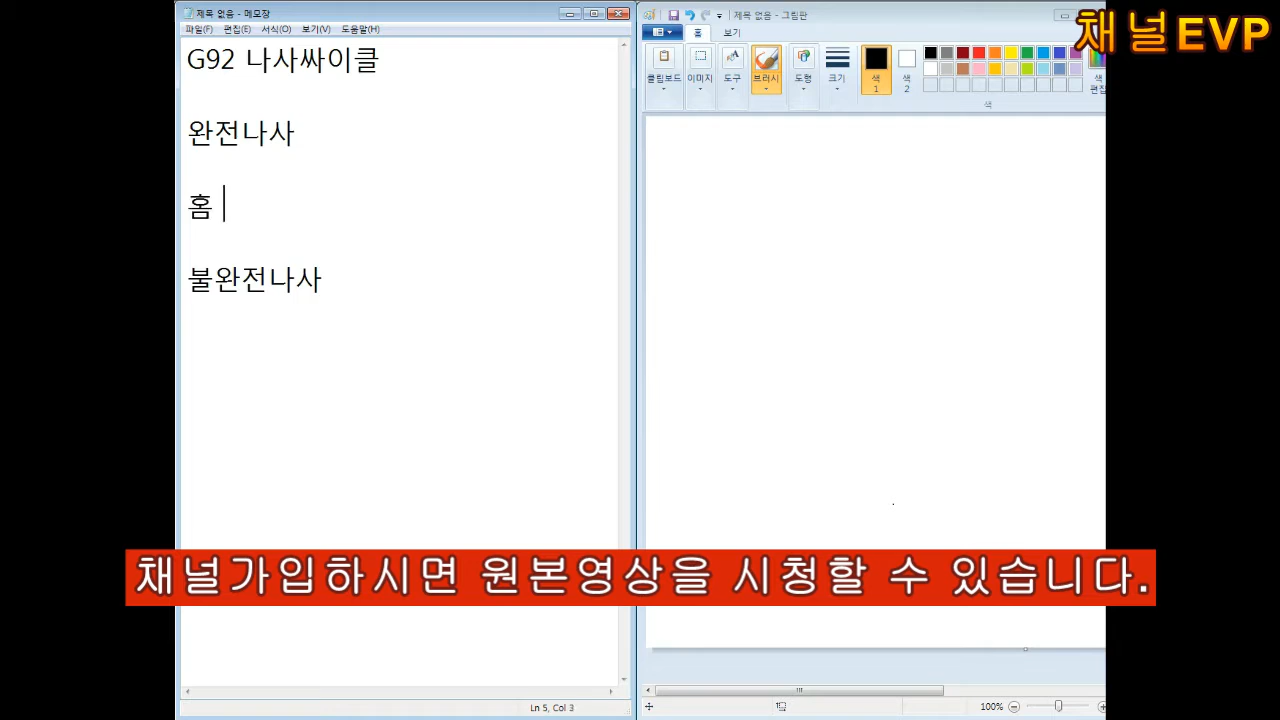 제목 없음 - 메모장
파일(F) 편집(E) 서식(O) 보기(V) 도움말(H)
G92 나사싸이클
완전나사
홈
불완전나사
Ln 5, Col 3
제목 없음 - 그림판
홈 보기
클립보드 이미지 도구 브러시 도형 크기 색 1 색 2 색 편집
색
100%
채널EVP
채널가입하시면 원본영상을 시청할 수 있습니다.